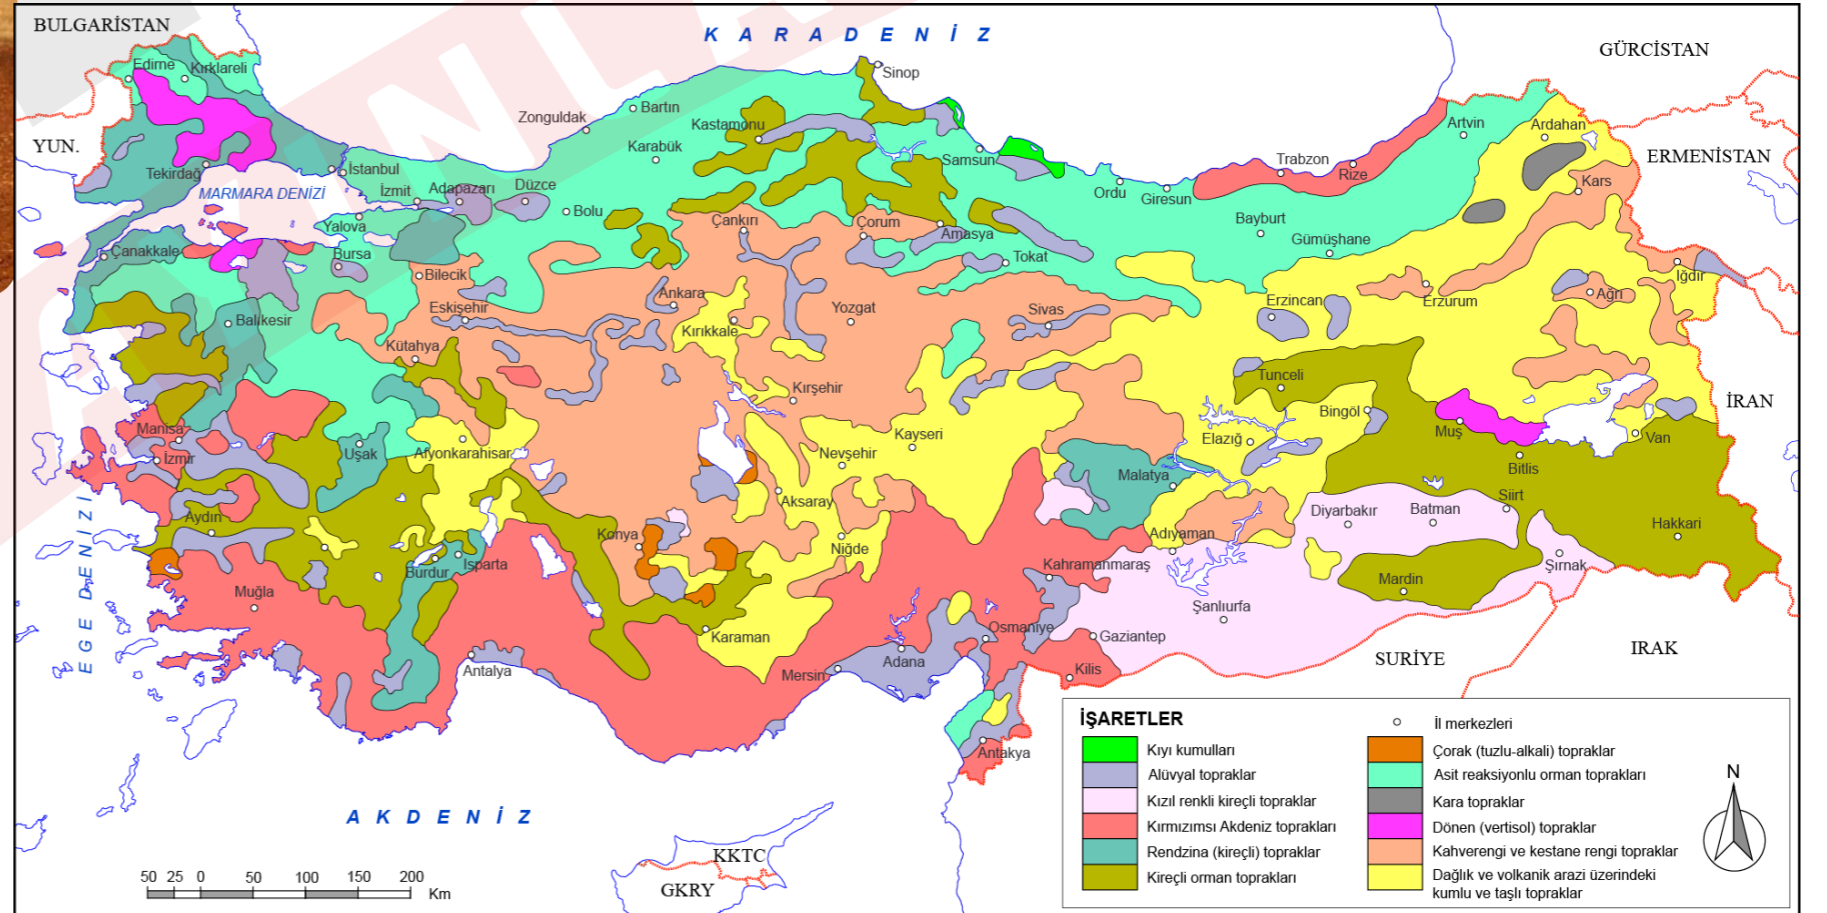 BULGARİSTAN
K A R A D E N İ Z
GÜRCİSTAN
Sinop
Edirne
Kırklareli
Bartın
Zonguldak
Kastamonu
Artvin
Ardahan
YUN.
Karabük
Samsun
Trabzon
ERMENİSTAN
Tekirdağ
İstanbul
Rize
Kars
MARMARA DENİZİ
İzmit
Adapazarı
Düzce
Ordu
Giresun
Bolu
Yalova
Çankırı
Çorum
Bayburt
Amasya
Gümüşhane
Çanakkale
Bursa
Tokat
Bilecik
Iğdır
Ankara
Eskişehir
Erzincan
Erzurum
Ağrı
Balıkesir
Kırıkkale
Yozgat
Sivas
Kütahya
Tunceli
Kırşehir
İRAN
Bingöl
Manisa
Muş
Van
Uşak
Afyonkarahisar
Kayseri
Elazığ
İzmir
Nevşehir
Bitlis
Malatya
Aksaray
Siirt
EGE DENİZİ
Aydın
Diyarbakır
Batman
Konya
Adıyaman
Hakkari
Niğde
Burdur
Isparta
Kahramanmaraş
Şırnak
Mardin
Muğla
Şanlıurfa
Karaman
Osmaniye
Gaziantep
Antalya
Mersin
Adana
Kilis
SURİYE
IRAK
Antakya
A K D E N İ Z
KKTC
GKRY
50 25 0 50 100 150 200
Km
İŞARETLER
Kıyı kumulları
Alüvyal topraklar
Kızıl renkli kireçli topraklar
Kırmızımsı Akdeniz toprakları
Rendzina (kireçli) topraklar
Kireçli orman toprakları
İl merkezleri
Çorak (tuzlu-alkali) topraklar
Asit reaksiyonlu orman toprakları
Kara topraklar
Dönen (vertisol) topraklar
Kahverengi ve kestane rengi topraklar
Dağlık ve volkanik arazi üzerindeki
kumlu ve taşlı topraklar
N